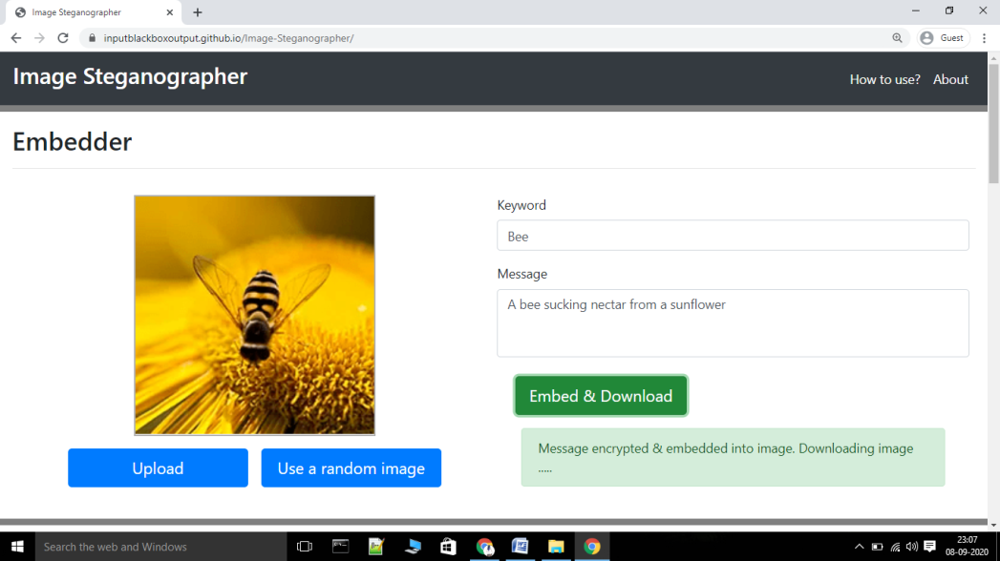 Image Steganographer
inputblackboxoutput.github.io/Image-Steganographer/
Guest
Image Steganographer
How to use?
About
Embedder
Keyword
Bee
Message
A bee sucking nectar from a sunflower
Embed & Download
Message encrypted & embedded into image. Downloading image
.....
Upload
Use a random image
Search the web and Windows
23:07
08-09-2020